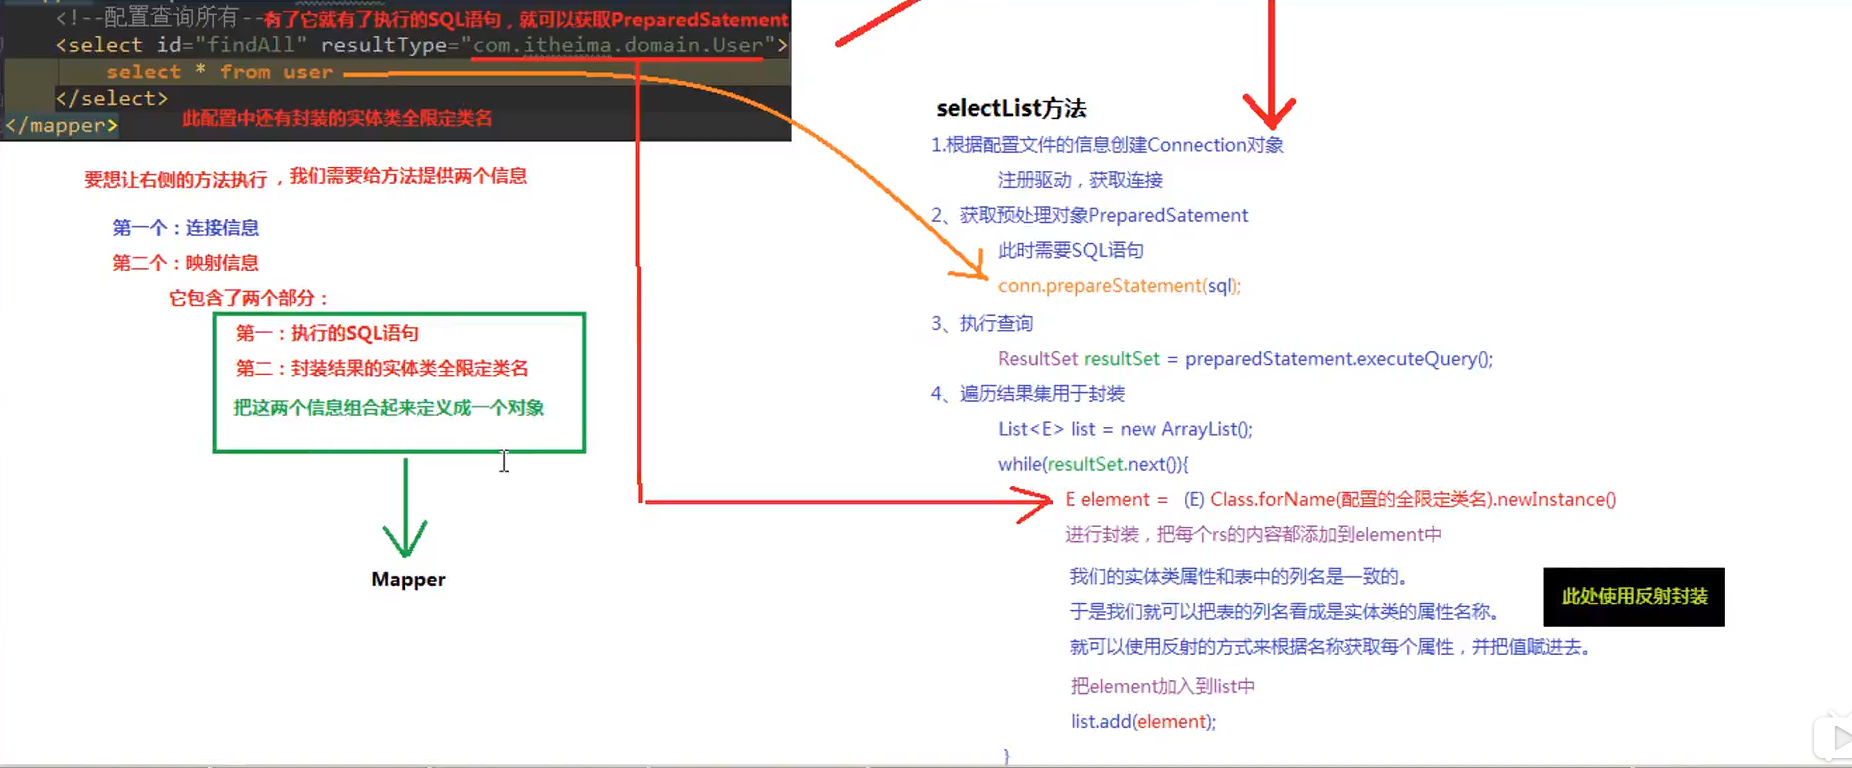 <!--配置查询所有--
有了它就有了执行的SQL语句，就可以获取PreparedSatement
<select id="findAll" resultType="com.itheima.domain.User">
select * from user
</select>
此配置中还有封装的实体类全限定类名
</mapper>
要想让右侧的方法执行，我们需要给方法提供两个信息
第一个：连接信息
第二个：映射信息
它包含了两个部分：
第一：执行的SQL语句
第二：封装结果的实体类全限定类名
把这两个信息组合起来定义成一个对象
Mapper
selectList方法
1.根据配置文件的信息创建Connection对象
注册驱动，获取连接
2、获取预处理对象PreparedSatement
此时需要SQL语句
conn.prepareStatement(sql);
3、执行查询
ResultSet resultSet = preparedStatement.executeQuery();
4、遍历结果集用于封装
List<E> list = new ArrayList();
while(resultSet.next()){
E element = (E) Class.forName(配置的全限定类名).newInstance()
进行封装，把每个rs的内容都添加到element中
我们的实体类属性和表中的列名是一致的。
于是我们就可以把表的列名看成是实体类的属性名称。
就可以使用反射的方式来根据名称获取每个属性，并把值赋进去。
此处使用反射封装
把element加入到list中
list.add(element);
}